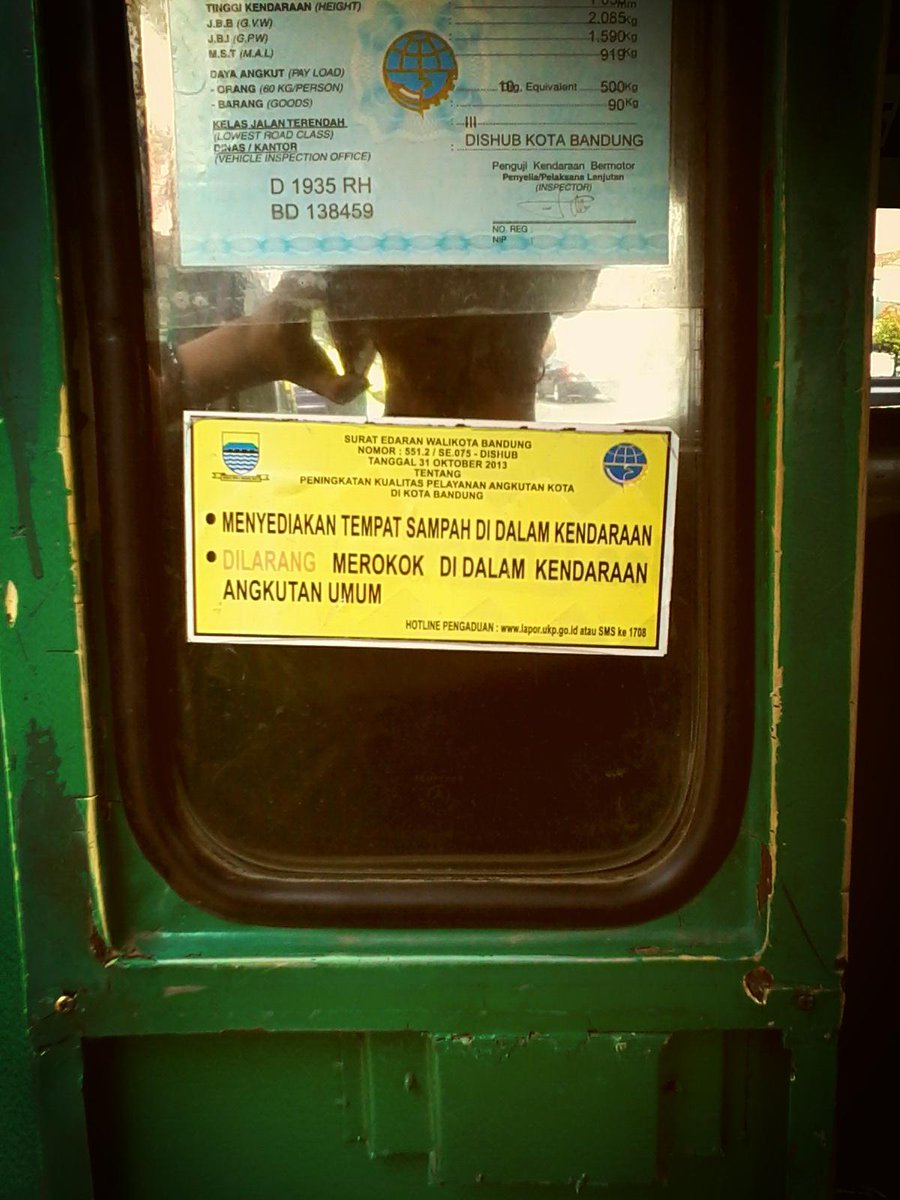 TINGGI KENDARAAN (HEIGHT)
J.B.B (G.V.W) : 2.085Kg
J.B.I (G.P.W) : 1.590Kg
M.S.T (M.A.L) : 919Kg
DAYA ANGKUT (PAY LOAD)
- ORANG (60 KG/PERSON) : Equivalent 500Kg
- BARANG (GOODS) : 90Kg
KELAS JALAN TERENDAH : III
(LOWEST ROAD CLASS)
DINAS / KANTOR : DISHUB KOTA BANDUNG
(VEHICLE INSPECTION OFFICE)
D 1935 RH
BD 138459
Penguji Kendaraan Bermotor
Penyelia/Pelaksana Lanjutan
(INSPECTOR)
NO. REG :
NIP :
SURAT EDARAN WALIKOTA BANDUNG
NOMOR : 551.2 / SE.075 - DISHUB
TANGGAL 31 OKTOBER 2013
TENTANG
PENINGKATAN KUALITAS PELAYANAN ANGKUTAN KOTA
DI KOTA BANDUNG
• MENYEDIAKAN TEMPAT SAMPAH DI DALAM KENDARAAN
• DILARANG MEROKOK DI DALAM KENDARAAN
ANGKUTAN UMUM
HOTLINE PENGADUAN : www.lapor.ukp.go.id atau SMS ke 1708